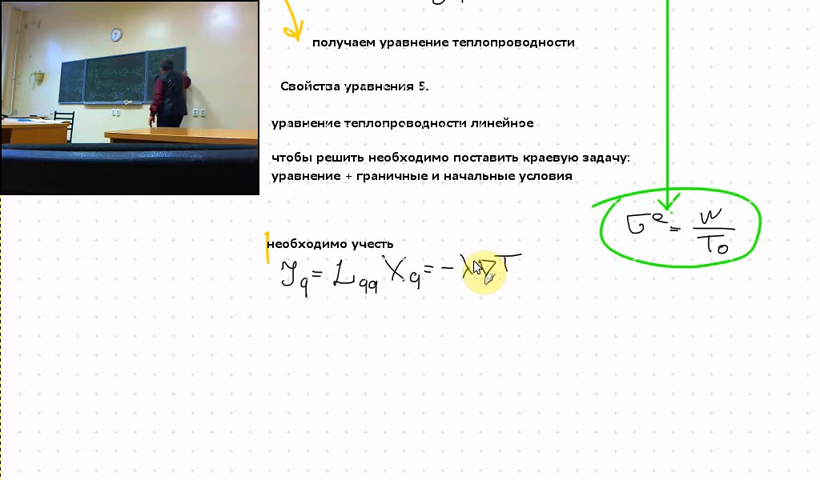 получаем уравнение теплопроводности
Свойства уравнения 5.
уравнение теплопроводности линейное
чтобы решить необходимо поставить краевую задачу:
уравнение + граничные и начальные условия
необходимо учесть
J_q = L_qq X_q = - λ∇T
= W / T_0